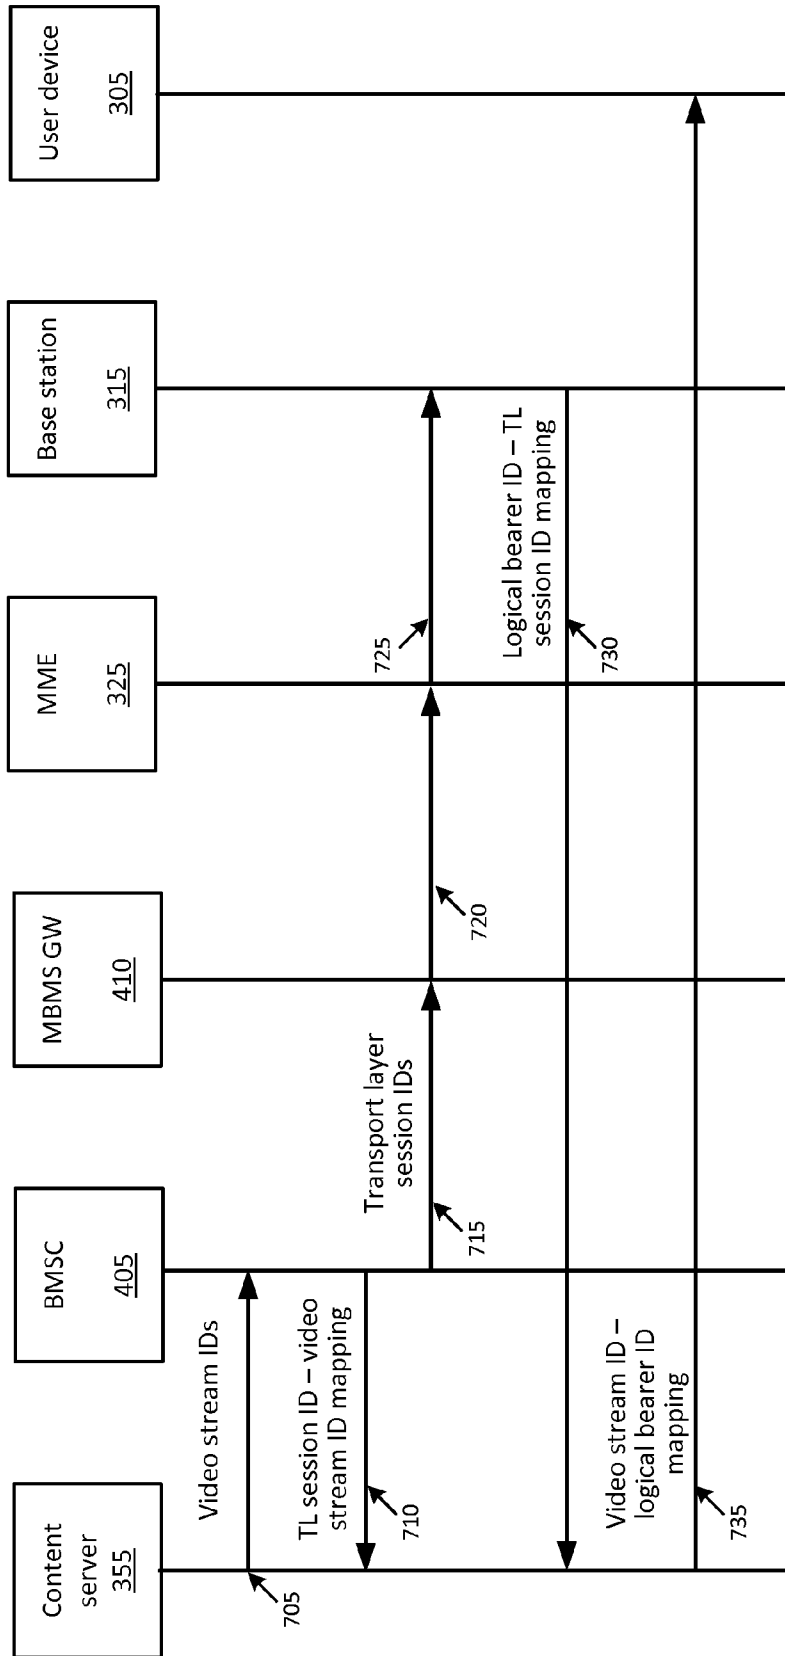 Content
server
355
BMSC
405
MBMS GW
410
MME
325
Base station
315
User device
305
Video stream IDs
705
TL session ID – video
stream ID mapping
710
Transport layer
session IDs
715
720
725
Logical bearer ID – TL
session ID mapping
730
Video stream ID –
logical bearer ID
mapping
735